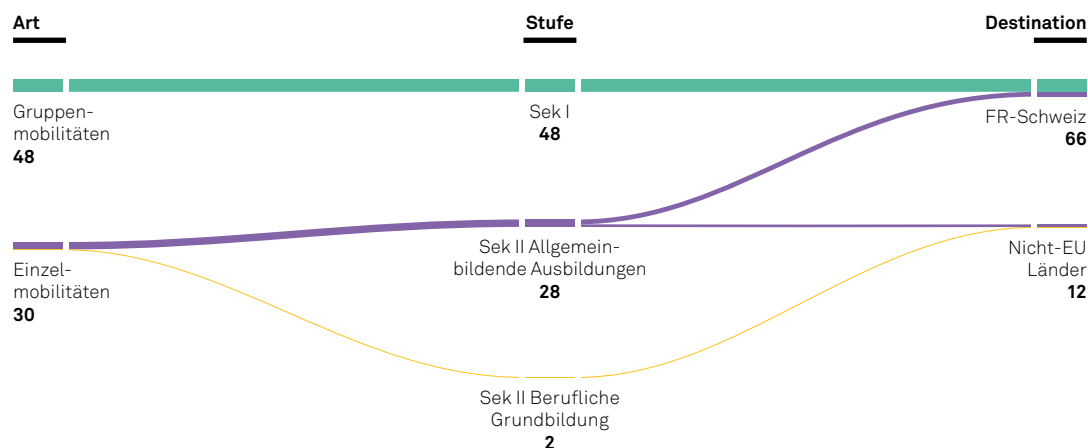 Art
Stufe
Destination
Gruppen-
mobilitäten
48
Sek I
48
FR-Schweiz
66
Einzel-
mobilitäten
30
Sek II Allgemein-
bildende Ausbildungen
28
Nicht-EU
Länder
12
Sek II Berufliche
Grundbildung
2